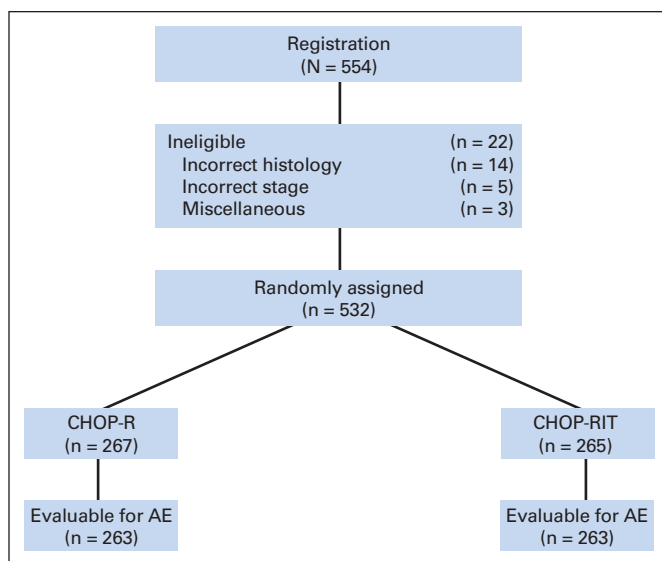 Registration
(N = 554)
Ineligible (n = 22)
Incorrect histology (n = 14)
Incorrect stage (n = 5)
Miscellaneous (n = 3)
Randomly assigned
(n = 532)
CHOP-R
(n = 267)
CHOP-RIT
(n = 265)
Evaluable for AE
(n = 263)
Evaluable for AE
(n = 263)